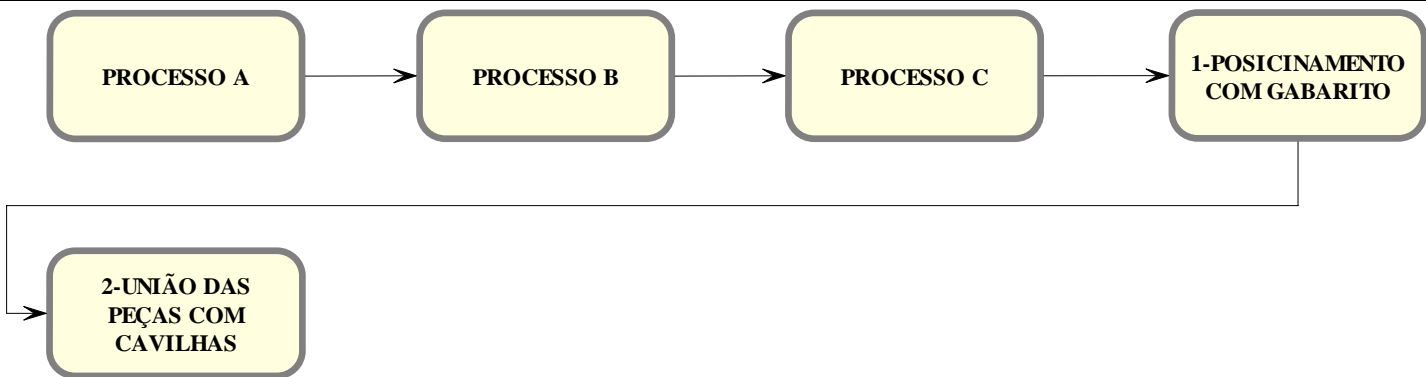 PROCESSO A
PROCESSO B
PROCESSO C
1-POSICINAMENTO
COM GABARITO
2-UNIÃO DAS
PEÇAS COM
CAVILHAS